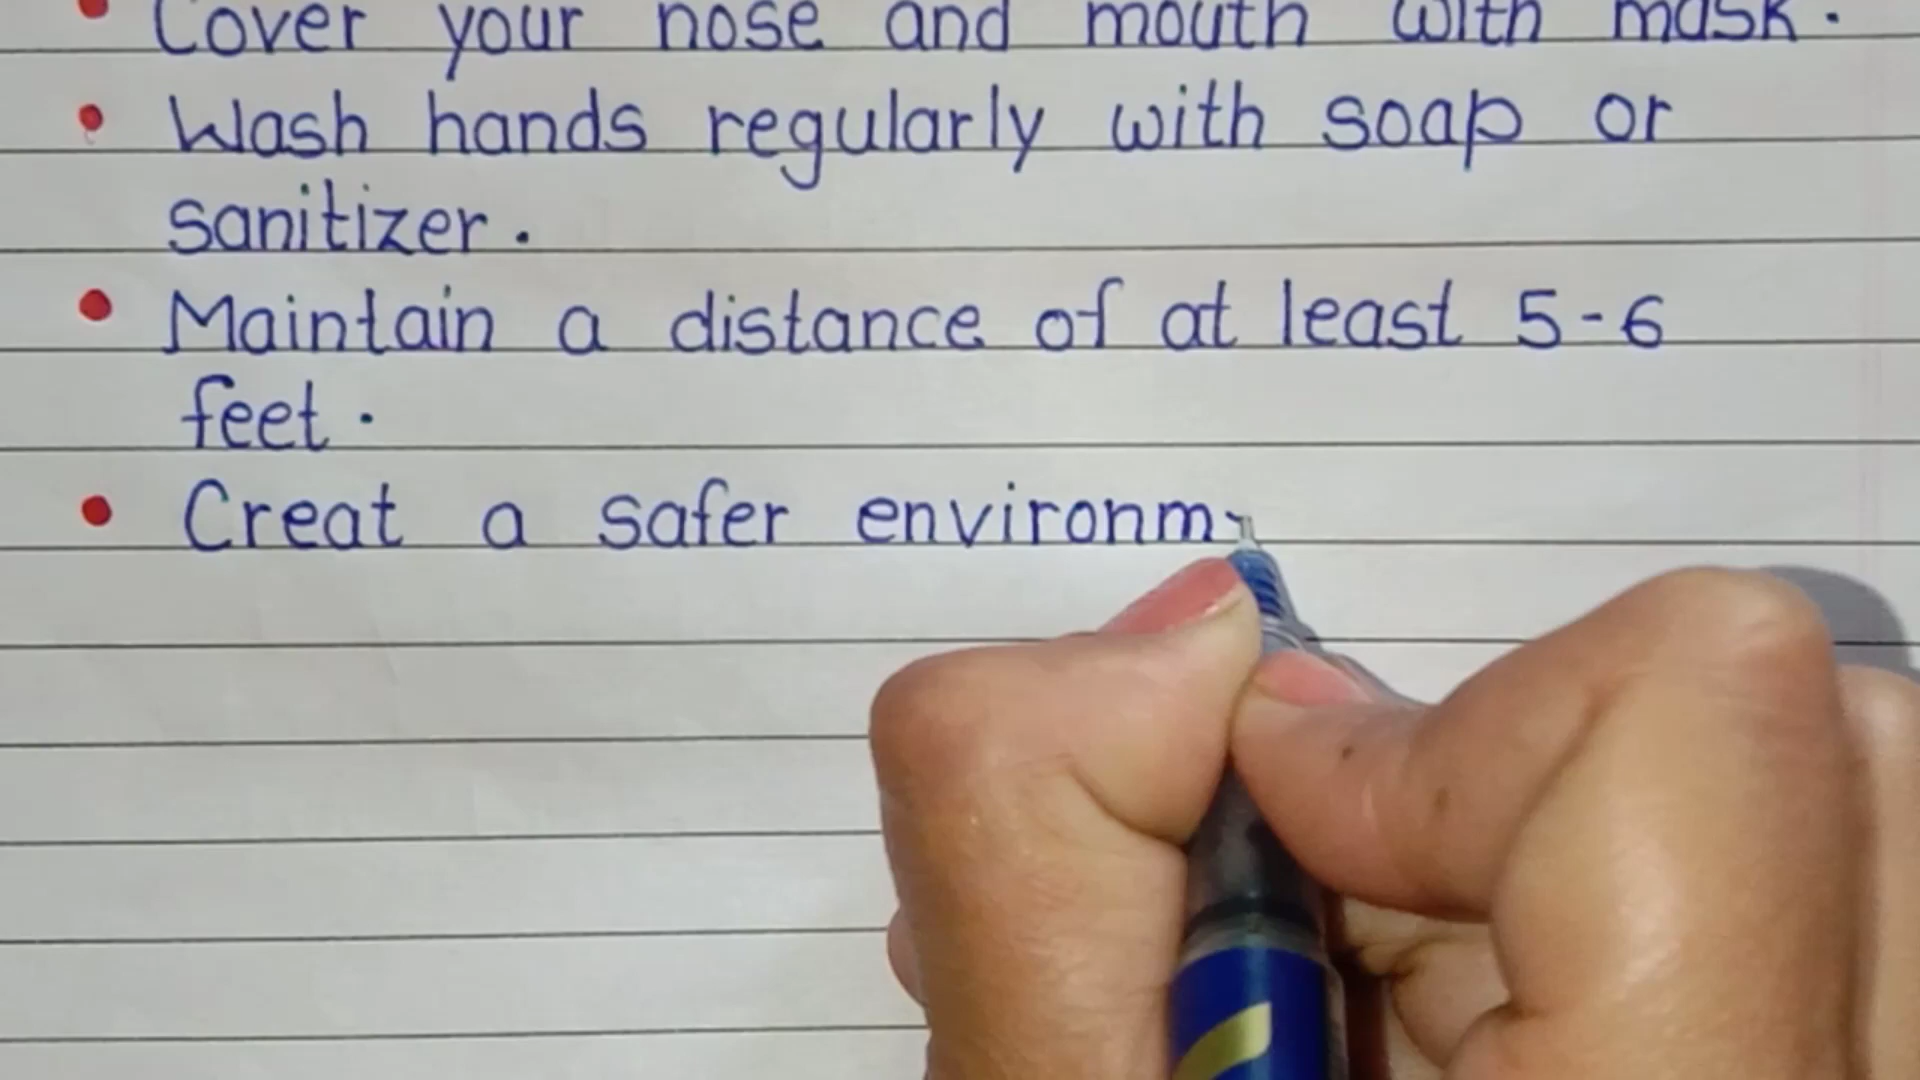 • Cover your nose and mouth with mask.
• Wash hands regularly with soap or
sanitizer.
• Maintain a distance of at least 5-6
feet.
• Creat a safer environm